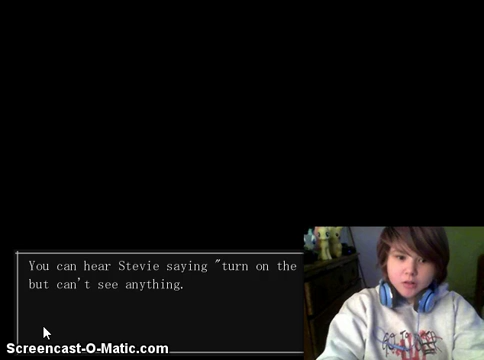 You can hear Stevie saying "turn on the
but can't see anything.
Screencast-O-Matic.com